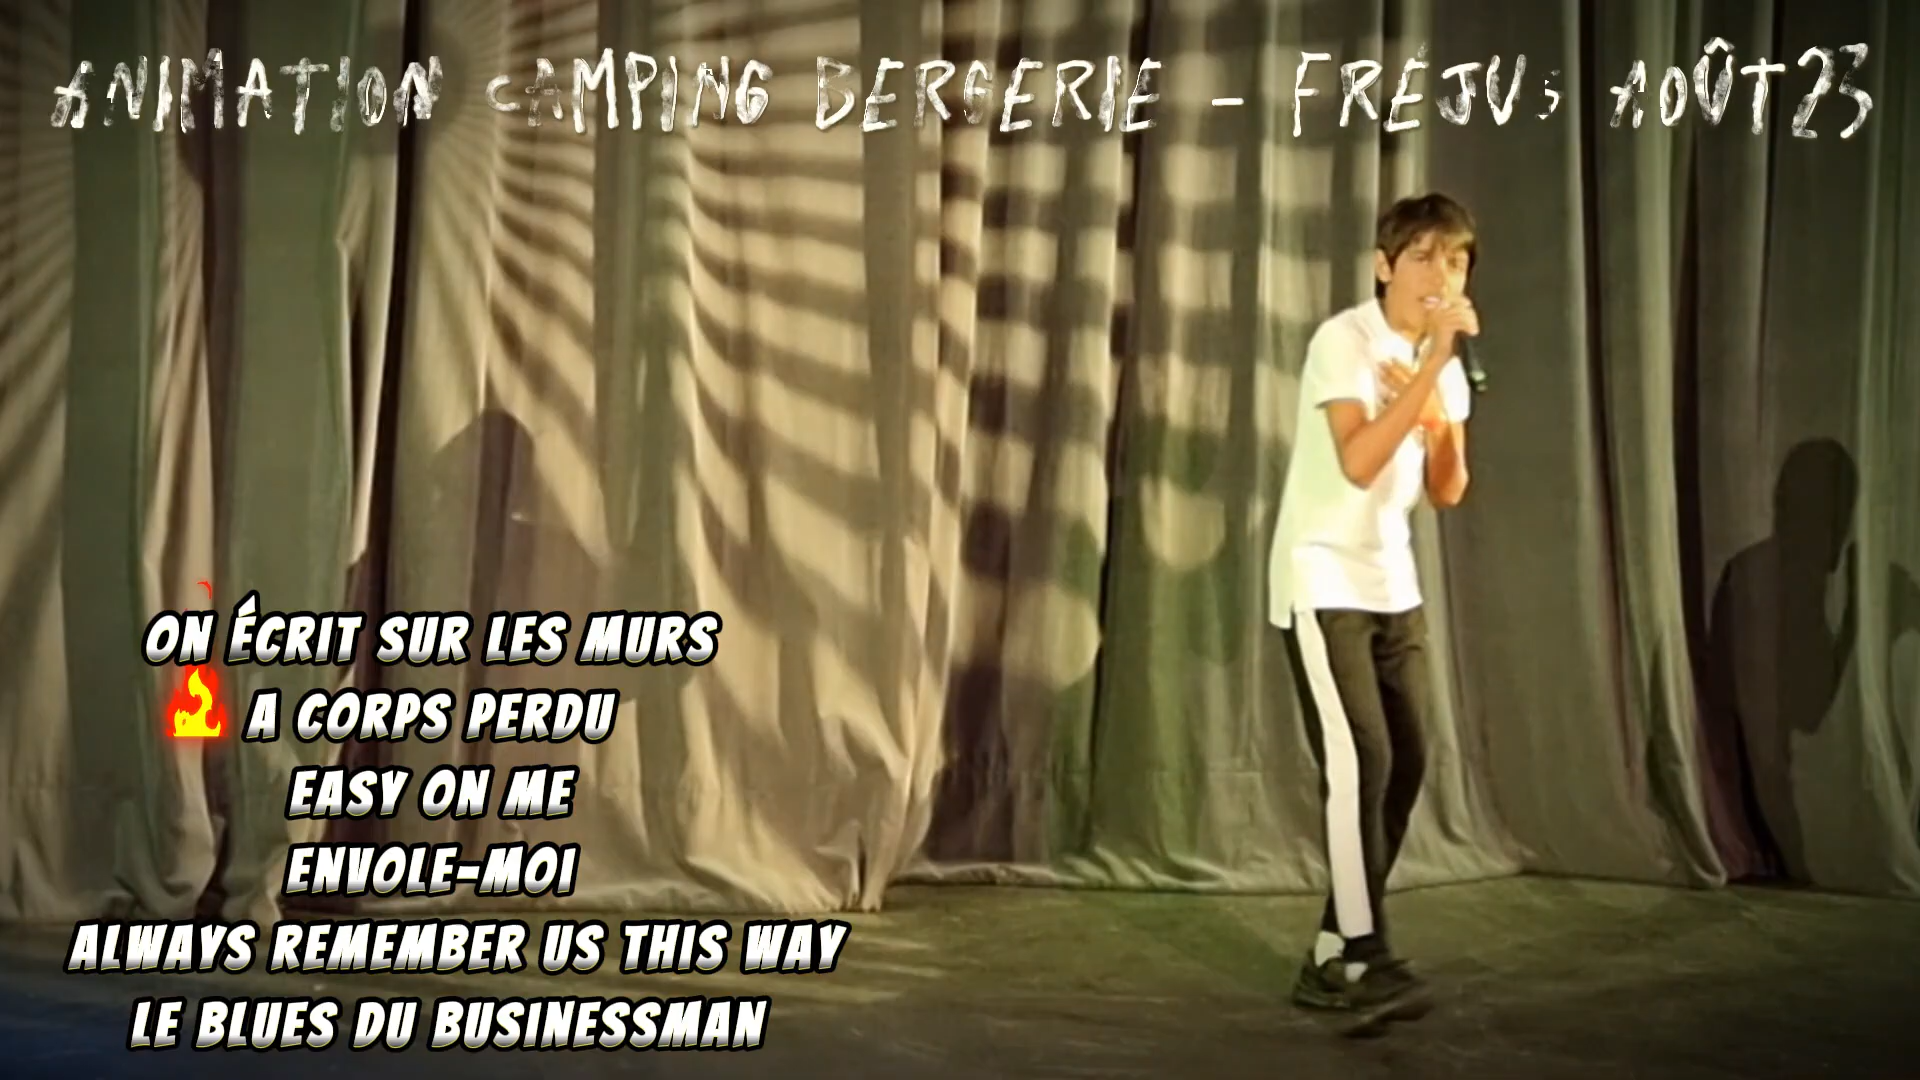 ANIMATION CAMPING BERGERIE - FRÉJUS AOÛT23
ON ÉCRIT SUR LES MURS
A CORPS PERDU
EASY ON ME
ENVOLE-MOI
ALWAYS REMEMBER US THIS WAY
LE BLUES DU BUSINESSMAN